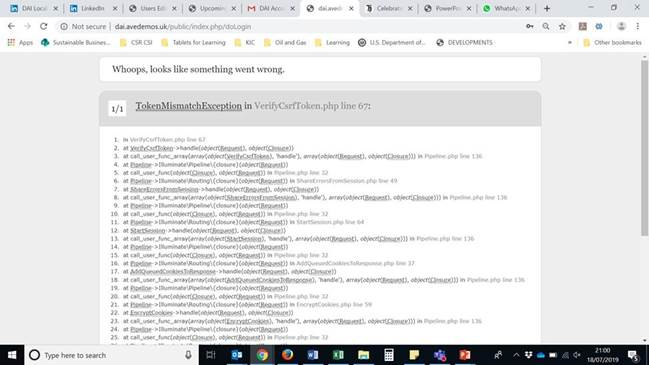 DAI Local
LinkedIn
Users Edi
Upcoming
DAI Acco
dai.avede
Celebrate
PowerPoi
WhatsAp
Not secure | dai.avedemos.uk/public/index.php/doLogin
Apps
Sustainable Busines...
CSR CSI
Tablets for Learning
KIC
Oil and Gas
Learning
U.S. Department of...
DEVELOPMENTS
»
Other bookmarks
Whoops, looks like something went wrong.
1/1
TokenMismatchException in VerifyCsrfToken.php line 67:
1. in VerifyCsrfToken.php line 67
2. at VerifyCsrfToken->handle(object(Request), object(Closure))
3. at call_user_func_array(array(object(VerifyCsrfToken), 'handle'), array(object(Request), object(Closure))) in Pipeline.php line 136
4. at Pipeline->Illuminate\Pipeline\{closure}(object(Request))
5. at call_user_func(object(Closure), object(Request)) in Pipeline.php line 32
6. at Pipeline->Illuminate\Routing\{closure}(object(Request)) in ShareErrorsFromSession.php line 49
7. at ShareErrorsFromSession->handle(object(Request), object(Closure))
8. at call_user_func_array(array(object(ShareErrorsFromSession), 'handle'), array(object(Request), object(Closure))) in Pipeline.php line 136
9. at Pipeline->Illuminate\Pipeline\{closure}(object(Request))
10. at call_user_func(object(Closure), object(Request)) in Pipeline.php line 32
11. at Pipeline->Illuminate\Routing\{closure}(object(Request)) in StartSession.php line 64
12. at StartSession->handle(object(Request), object(Closure))
13. at call_user_func_array(array(object(StartSession), 'handle'), array(object(Request), object(Closure))) in Pipeline.php line 136
14. at Pipeline->Illuminate\Pipeline\{closure}(object(Request))
15. at call_user_func(object(Closure), object(Request)) in Pipeline.php line 32
16. at Pipeline->Illuminate\Routing\{closure}(object(Request)) in AddQueuedCookiesToResponse.php line 37
17. at AddQueuedCookiesToResponse->handle(object(Request), object(Closure))
18. at call_user_func_array(array(object(AddQueuedCookiesToResponse), 'handle'), array(object(Request), object(Closure))) in Pipeline.php line 136
19. at Pipeline->Illuminate\Pipeline\{closure}(object(Request))
20. at call_user_func(object(Closure), object(Request)) in Pipeline.php line 32
21. at Pipeline->Illuminate\Routing\{closure}(object(Request)) in EncryptCookies.php line 59
22. at EncryptCookies->handle(object(Request), object(Closure))
23. at call_user_func_array(array(object(EncryptCookies), 'handle'), array(object(Request), object(Closure))) in Pipeline.php line 136
24. at Pipeline->Illuminate\Pipeline\{closure}(object(Request))
25. at call_user_func(object(Closure), object(Request)) in Pipeline.php line 32
Type here to search
21:00
18/07/2019